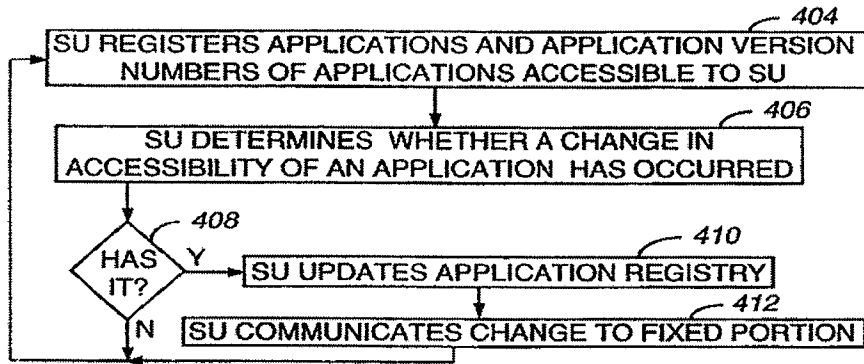 404
SU REGISTERS APPLICATIONS AND APPLICATION VERSION
NUMBERS OF APPLICATIONS ACCESSIBLE TO SU
406
SU DETERMINES WHETHER A CHANGE IN
ACCESSIBILITY OF AN APPLICATION HAS OCCURRED
408
HAS
IT?
Y
N
410
SU UPDATES APPLICATION REGISTRY
412
SU COMMUNICATES CHANGE TO FIXED PORTION